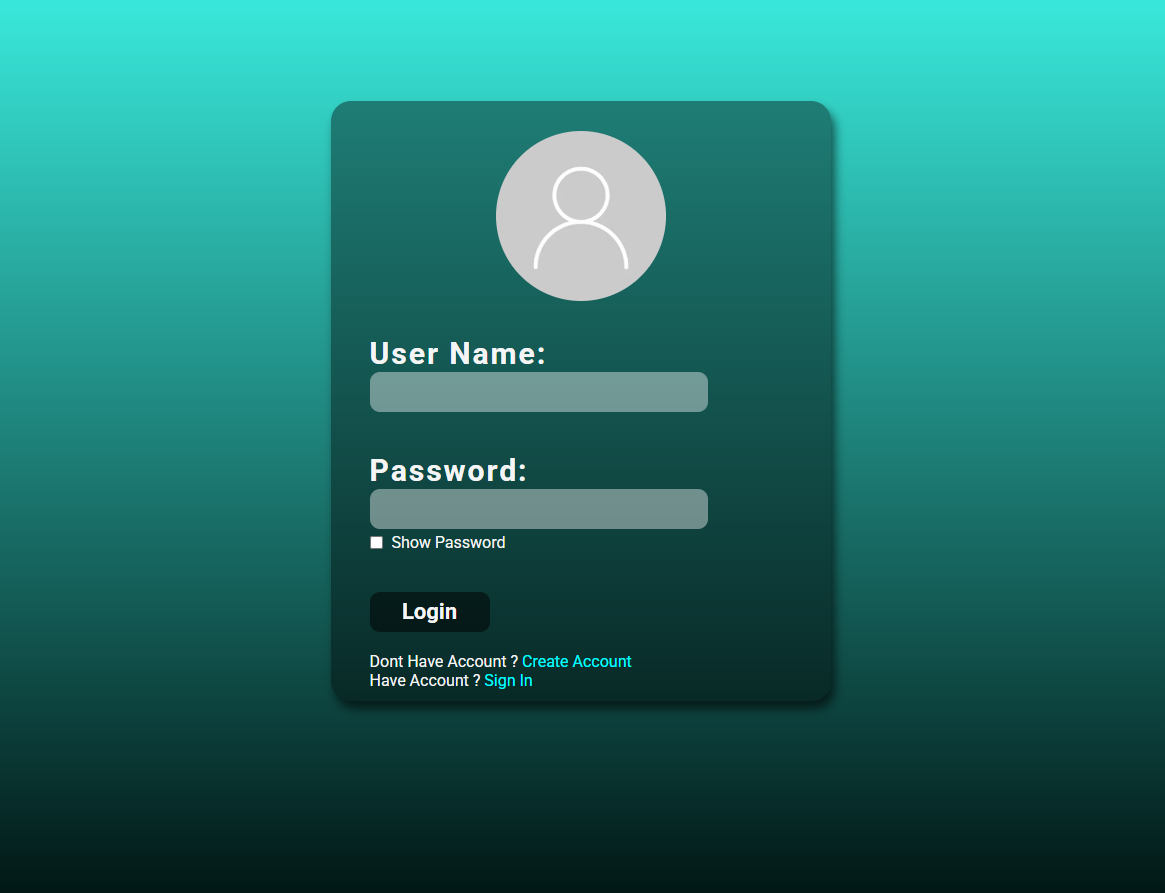 User Name:
Password:
Show Password
Login
Dont Have Account ? Create Account
Have Account ? Sign In